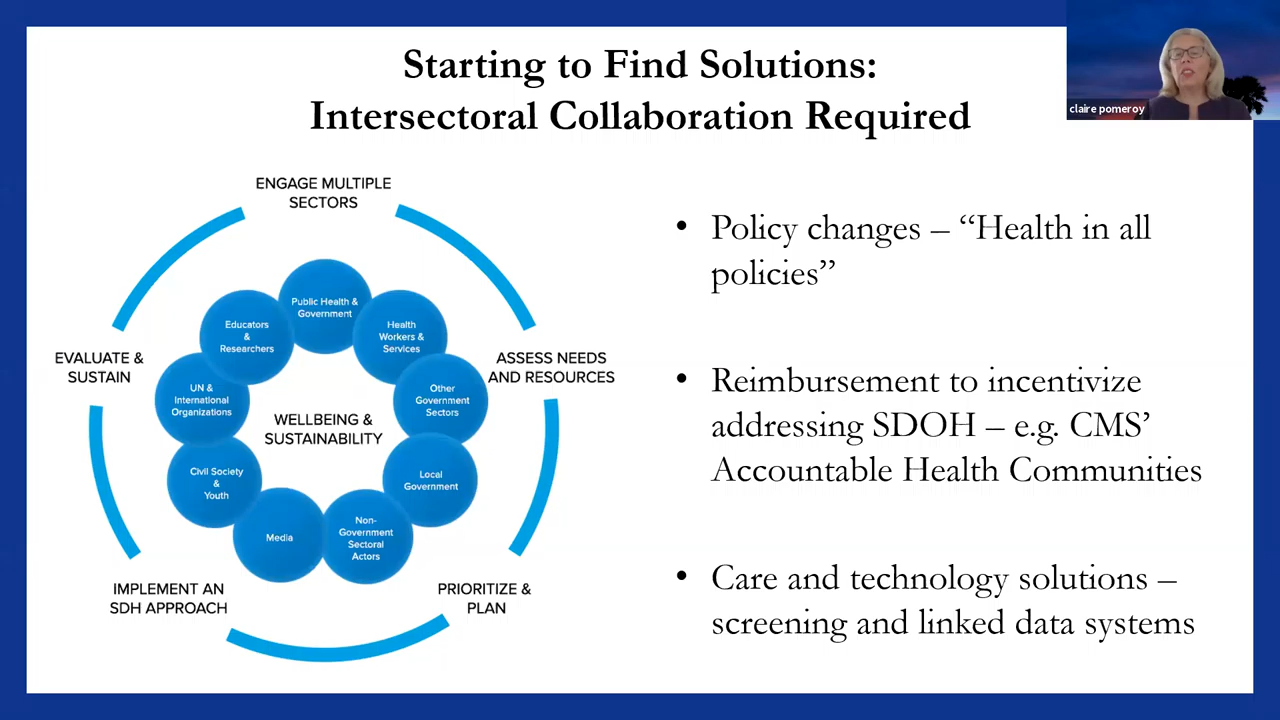 Starting to Find Solutions:
Intersectoral Collaboration Required
claire pomeroy
ENGAGE MULTIPLE
SECTORS
ASSESS NEEDS
AND RESOURCES
PRIORITIZE &
PLAN
IMPLEMENT AN
SDH APPROACH
EVALUATE &
SUSTAIN
Public Health &
Government
Health
Workers &
Services
Other
Government
Sectors
Local
Government
Non-
Government
Sectoral
Actors
Media
Civil Society
&
Youth
UN &
International
Organizations
Educators
&
Researchers
WELLBEING &
SUSTAINABILITY
• Policy changes – “Health in all
policies”
• Reimbursement to incentivize
addressing SDOH – e.g. CMS’
Accountable Health Communities
• Care and technology solutions –
screening and linked data systems